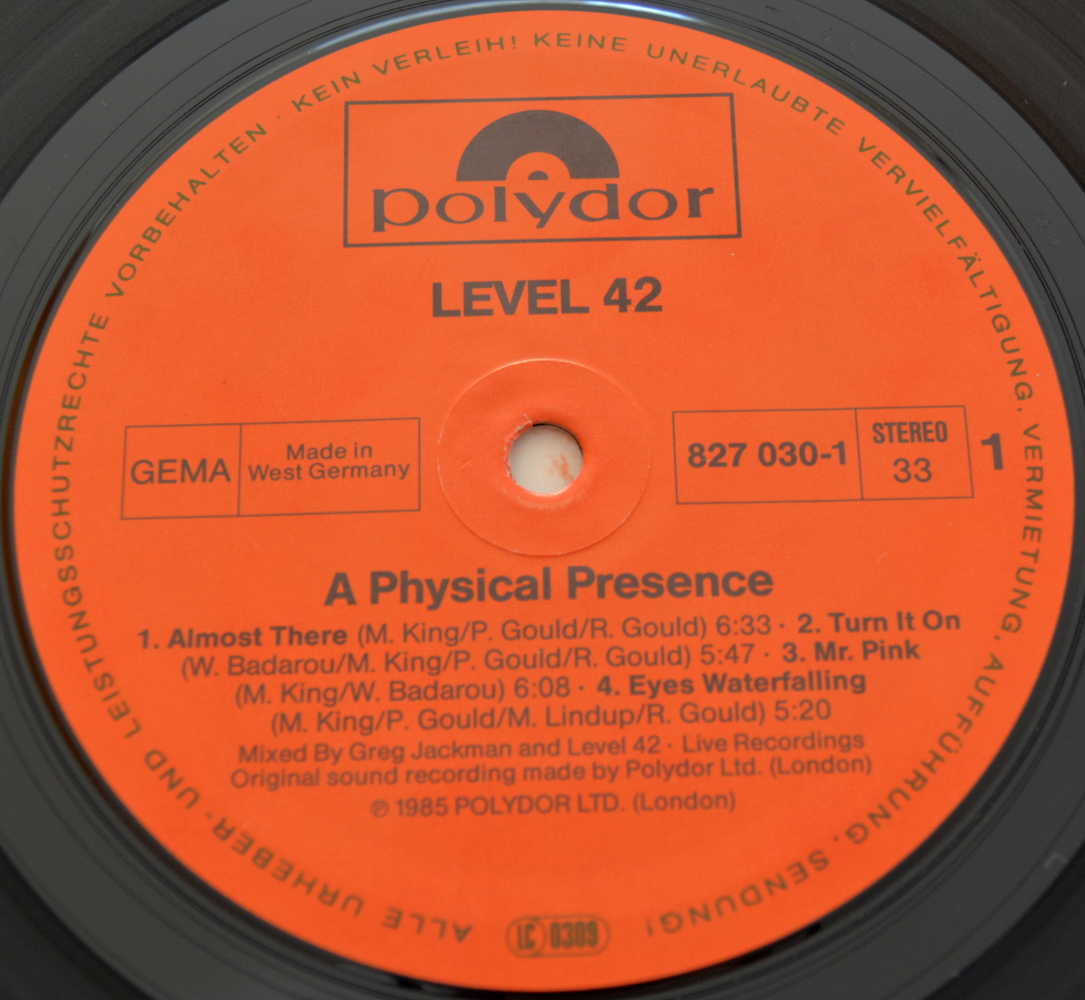 ALLE URHEBER- UND LEISTUNGSSCHUTZRECHTE VORBEHALTEN · KEIN VERLEIH! KEINE UNERLAUBTE VERVIELFÄLTIGUNG, VERMIETUNG, AUFFÜHRUNG, SENDUNG!
polydor
LEVEL 42
GEMA
Made in
West Germany
827 030-1
STEREO
33
1
A Physical Presence
1. Almost There (M. King/P. Gould/R. Gould) 6:33 · 2. Turn It On
(W. Badarou/M. King/P. Gould/R. Gould) 5:47 · 3. Mr. Pink
(M. King/W. Badarou) 6:08 · 4. Eyes Waterfalling
(M. King/P. Gould/M. Lindup/R. Gould) 5:20
Mixed By Greg Jackman and Level 42 · Live Recordings
Original sound recording made by Polydor Ltd. (London)
℗ 1985 POLYDOR LTD. (London)
LC 0309